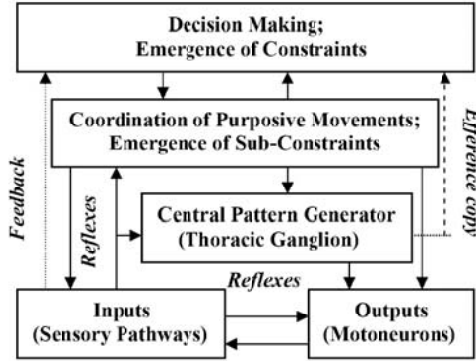 Decision Making;
Emergence of Constraints
Coordination of Purposive Movements;
Emergence of Sub-Constraints
Feedback
Reflexes
Central Pattern Generator
(Thoracic Ganglion)
Efference copy
Reflexes
Inputs
(Sensory Pathways)
Outputs
(Motoneurons)